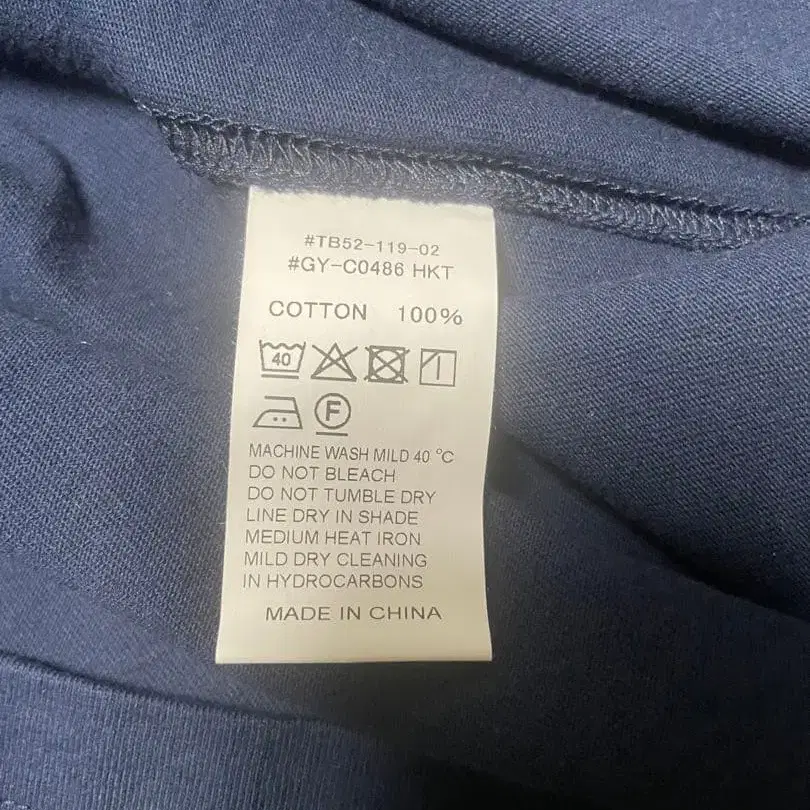 #TB52-119-02
#GY-C0486 HKT
COTTON 100%
40
F
MACHINE WASH MILD 40 °C
DO NOT BLEACH
DO NOT TUMBLE DRY
LINE DRY IN SHADE
MEDIUM HEAT IRON
MILD DRY CLEANING
IN HYDROCARBONS
MADE IN CHINA